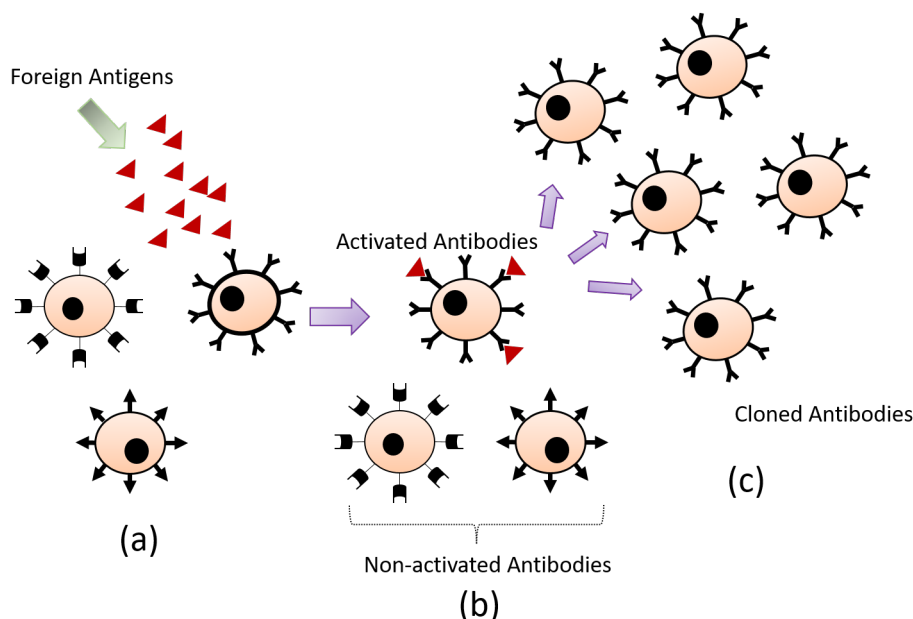 Foreign Antigens
Activated Antibodies
Cloned Antibodies
(a)
(c)
Non-activated Antibodies
(b)